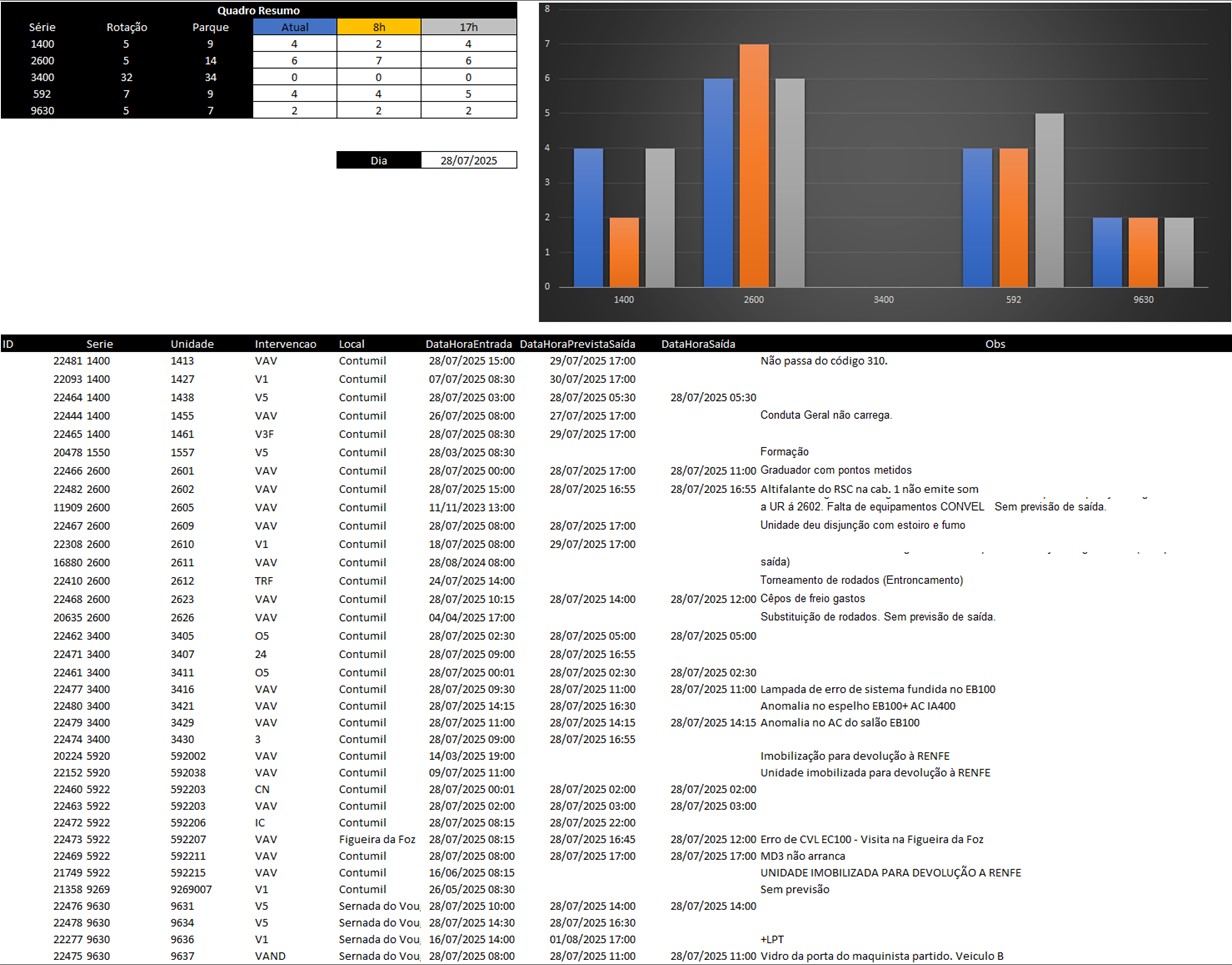 Quadro Resumo
Série Rotação Parque Atual 8h 17h
1400 5 9 4 2 4
2600 5 14 6 7 6
3400 32 34 0 0 0
592 7 9 4 4 5
9630 5 7 2 2 2
Dia 28/07/2025
8
7
6
5
4
3
2
1
0
1400 2600 3400 592 9630
ID Serie Unidade Intervencao Local DataHoraEntrada DataHoraPrevistaSaída DataHoraSaída Obs
22481 1400 1413 VAV Contumil 28/07/2025 15:00 29/07/2025 17:00 Não passa do código 310.
22093 1400 1427 V1 Contumil 07/07/2025 08:30 30/07/2025 17:00
22464 1400 1438 V5 Contumil 28/07/2025 03:00 28/07/2025 05:30 28/07/2025 05:30
22444 1400 1455 VAV Contumil 26/07/2025 08:00 27/07/2025 17:00 Conduta Geral não carrega.
22465 1400 1461 V3F Contumil 28/07/2025 08:30 29/07/2025 17:00
20478 1550 1557 V5 Contumil 28/03/2025 08:30 Formação
22466 2600 2601 VAV Contumil 28/07/2025 00:00 28/07/2025 17:00 28/07/2025 11:00 Graduador com pontos metidos
22482 2600 2602 VAV Contumil 28/07/2025 15:00 28/07/2025 16:55 28/07/2025 16:55 Altifalante do RSC na cab. 1 não emite som
11909 2600 2605 VAV Contumil 11/11/2023 13:00 a UR á 2602. Falta de equipamentos CONVEL Sem previsão de saída.
22467 2600 2609 VAV Contumil 28/07/2025 08:00 28/07/2025 17:00 Unidade deu disjunção com estoiro e fumo
22308 2600 2610 V1 Contumil 18/07/2025 08:00 29/07/2025 17:00
16880 2600 2611 VAV Contumil 28/08/2024 08:00 saída)
22410 2600 2612 TRF Contumil 24/07/2025 14:00 Torneamento de rodados (Entroncamento)
22468 2600 2623 VAV Contumil 28/07/2025 10:15 28/07/2025 14:00 28/07/2025 12:00 Cêpos de freio gastos
20635 2600 2626 VAV Contumil 04/04/2025 17:00 Substituição de rodados. Sem previsão de saída.
22462 3400 3405 O5 Contumil 28/07/2025 02:30 28/07/2025 05:00 28/07/2025 05:00
22471 3400 3407 24 Contumil 28/07/2025 09:00 28/07/2025 16:55
22461 3400 3411 O5 Contumil 28/07/2025 00:01 28/07/2025 02:30 28/07/2025 02:30
22477 3400 3416 VAV Contumil 28/07/2025 09:30 28/07/2025 11:00 28/07/2025 11:00 Lampada de erro de sistema fundida no EB100
22480 3400 3421 VAV Contumil 28/07/2025 14:15 28/07/2025 16:30 Anomalia no espelho EB100+ AC IA400
22479 3400 3429 VAV Contumil 28/07/2025 11:00 28/07/2025 14:15 28/07/2025 14:15 Anomalia no AC do salão EB100
22474 3400 3430 3 Contumil 28/07/2025 09:00 28/07/2025 16:55
20224 5920 592002 VAV Contumil 14/03/2025 19:00 Imobilização para devolução à RENFE
22152 5920 592038 VAV Contumil 09/07/2025 11:00 Unidade imobilizada para devolução à RENFE
22460 5922 592203 CN Contumil 28/07/2025 00:01 28/07/2025 02:00 28/07/2025 02:00
22463 5922 592203 VAV Contumil 28/07/2025 02:00 28/07/2025 03:00 28/07/2025 03:00
22472 5922 592206 IC Contumil 28/07/2025 08:15 28/07/2025 22:00
22473 5922 592207 VAV Figueira da Foz 28/07/2025 08:15 28/07/2025 16:45 28/07/2025 12:00 Erro de CVL EC100 - Visita na Figueira da Foz
22469 5922 592211 VAV Contumil 28/07/2025 08:00 28/07/2025 17:00 28/07/2025 17:00 MD3 não arranca
21749 5922 592215 VAV Contumil 16/06/2025 08:15 UNIDADE IMOBILIZADA PARA DEVOLUÇÃO A RENFE
21358 9269 9269007 V1 Contumil 26/05/2025 08:30 Sem previsão
22476 9630 9631 V5 Sernada do Vou 28/07/2025 10:00 28/07/2025 14:00 28/07/2025 14:00
22478 9630 9634 V5 Sernada do Vou 28/07/2025 14:30 28/07/2025 16:30
22277 9630 9636 V1 Sernada do Vou 16/07/2025 14:00 01/08/2025 17:00 +LPT
22475 9630 9637 VAND Sernada do Vou 28/07/2025 08:00 28/07/2025 11:00 28/07/2025 11:00 Vidro da porta do maquinista partido. Veiculo B